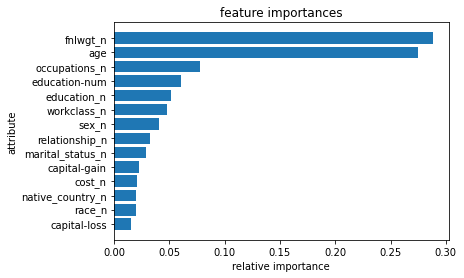 feature importances
fnlwgt_n
age
occupations_n
education-num
education_n
workclass_n
sex_n
relationship_n
marital_status_n
capital-gain
cost_n
native_country_n
race_n
capital-loss
attribute
0.00 0.05 0.10 0.15 0.20 0.25 0.30
relative importance